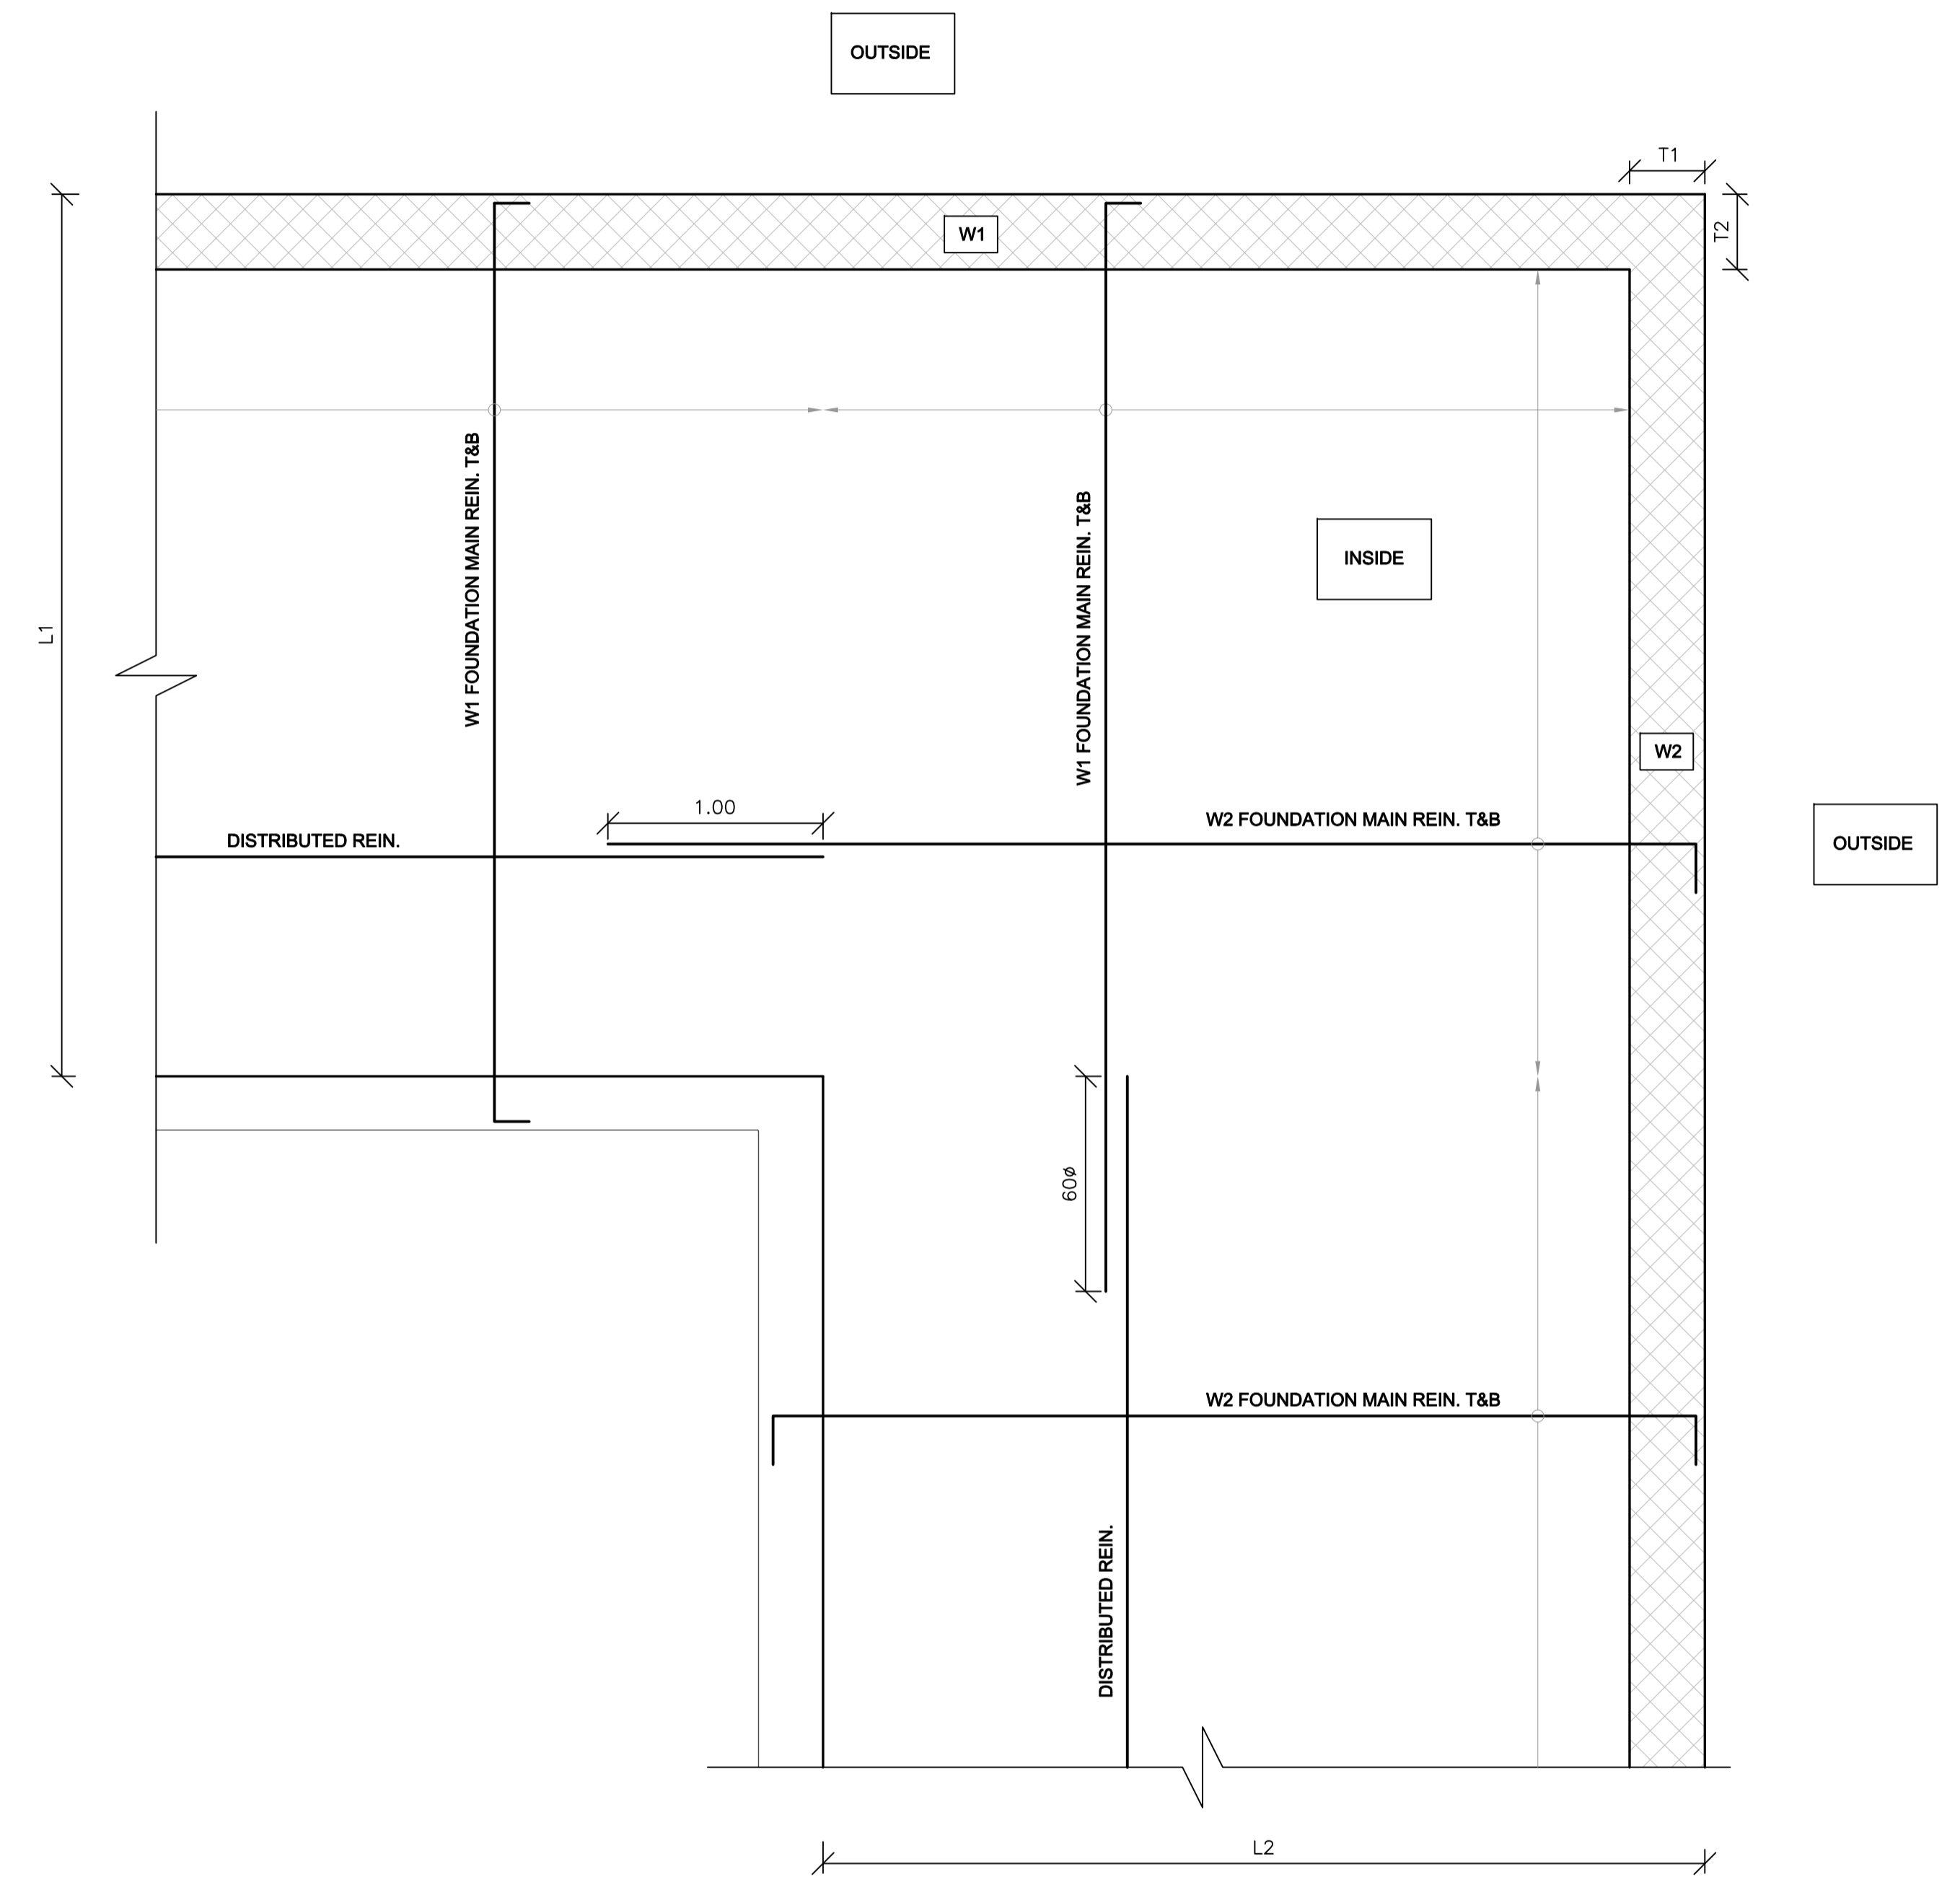 OUTSIDE
T1
T2
W1
W1 FOUNDATION MAIN REIN. T&B
W1 FOUNDATION MAIN REIN. T&B
INSIDE
L1
W2
1.00
W2 FOUNDATION MAIN REIN. T&B
DISTRIBUTED REIN.
OUTSIDE
60ø
W2 FOUNDATION MAIN REIN. T&B
DISTRIBUTED REIN.
L2